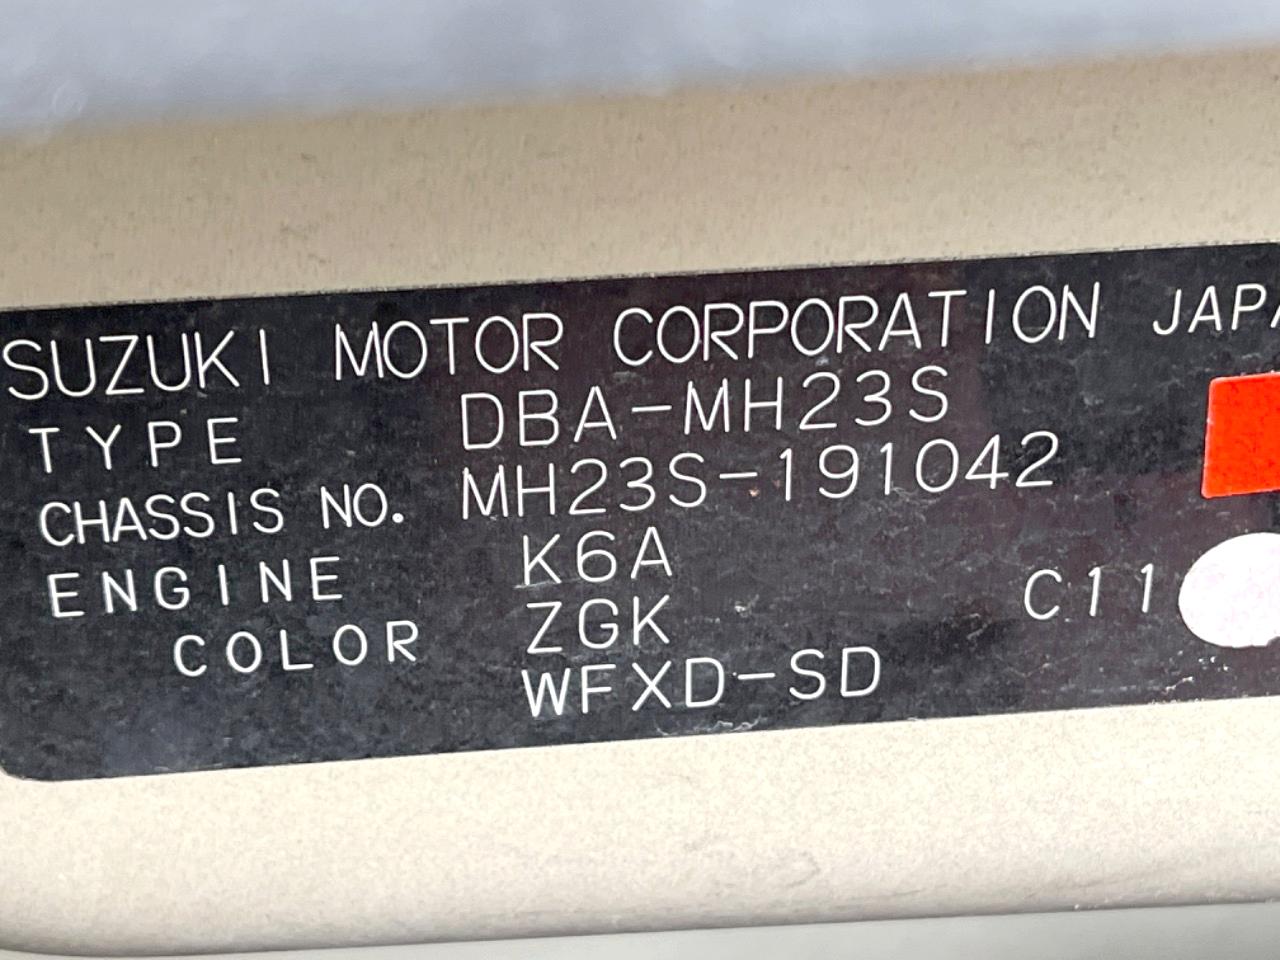 SUZUKI MOTOR CORPORATION JAPA
TYPE DBA-MH23S
CHASSIS NO. MH23S-191042
ENGINE K6A
COLOR ZGK C11
WFXD-SD